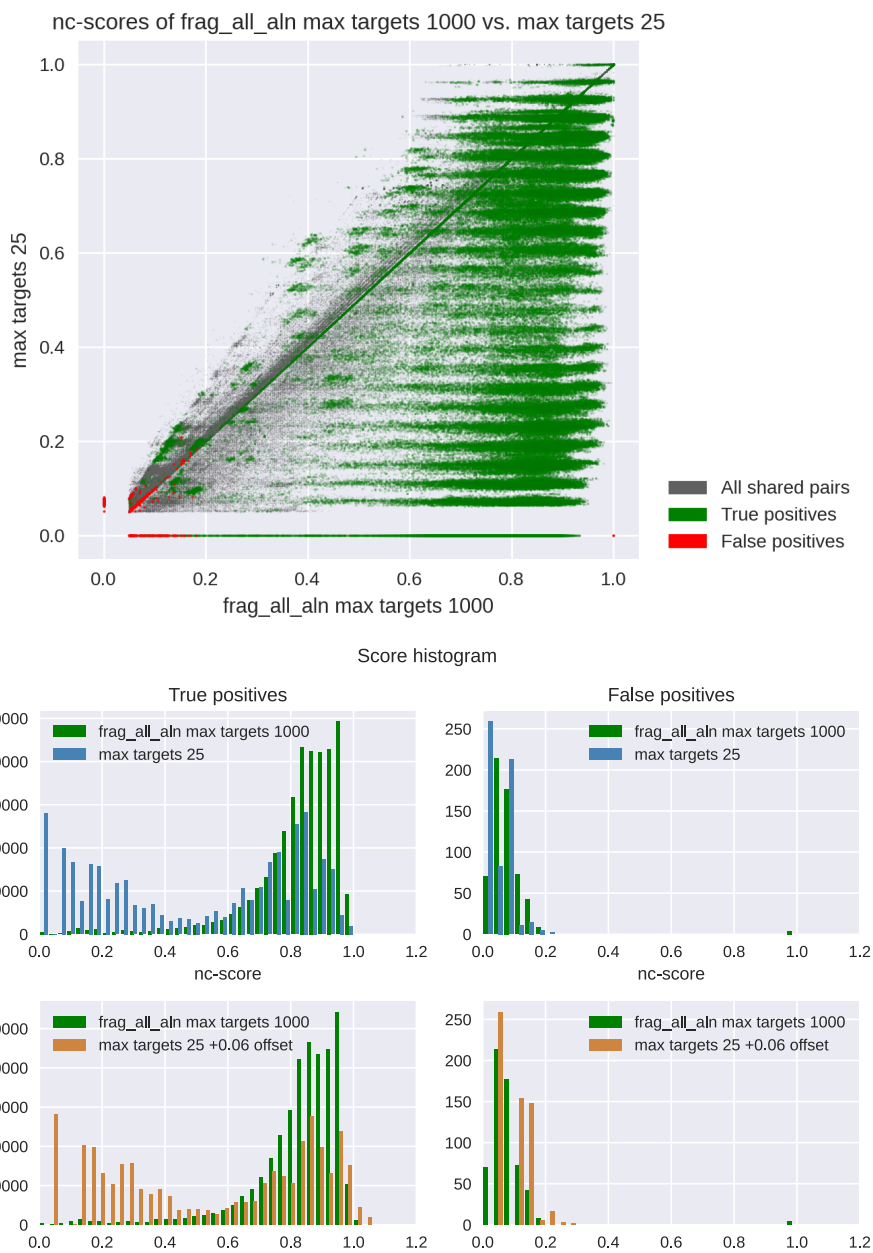 nc-scores of frag_all_aln max targets 1000 vs. max targets 25
1.0
0.8
0.6
0.4
0.2
0.0
max targets 25
0.0 0.2 0.4 0.6 0.8 1.0
frag_all_aln max targets 1000
All shared pairs
True positives
False positives
Score histogram
True positives
frag_all_aln max targets 1000
max targets 25
0
0.0 0.2 0.4 0.6 0.8 1.0 1.2
nc-score
False positives
250
200
150
100
50
0
frag_all_aln max targets 1000
max targets 25
0.0 0.2 0.4 0.6 0.8 1.0 1.2
nc-score
frag_all_aln max targets 1000
max targets 25 +0.06 offset
0
0.0 0.2 0.4 0.6 0.8 1.0 1.2
250
200
150
100
50
0
frag_all_aln max targets 1000
max targets 25 +0.06 offset
0.0 0.2 0.4 0.6 0.8 1.0 1.2